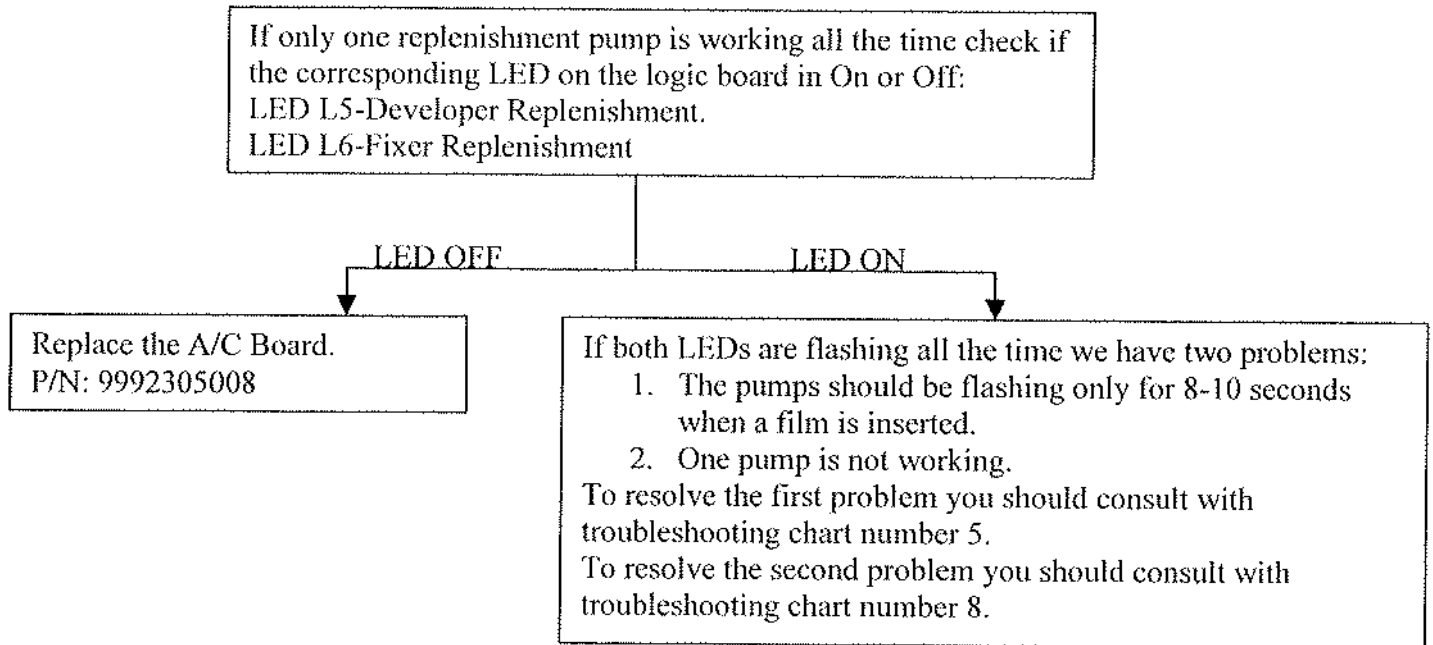 If only one replenishment pump is working all the time check if
the corresponding LED on the logic board in On or Off:
LED L5-Developer Replenishment.
LED L6-Fixer Replenishment
LED OFF
LED ON
Replace the A/C Board.
P/N: 9992305008
If both LEDs are flashing all the time we have two problems:
1. The pumps should be flashing only for 8-10 seconds
when a film is inserted.
2. One pump is not working.
To resolve the first problem you should consult with
troubleshooting chart number 5.
To resolve the second problem you should consult with
troubleshooting chart number 8.